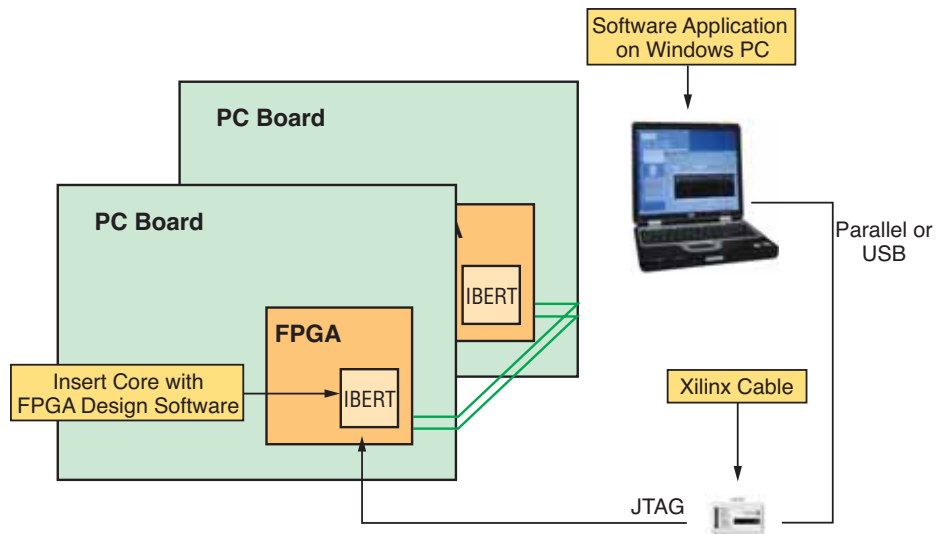 Software Application
on Windows PC
PC Board
PC Board
Parallel or
USB
IBERT
FPGA
Insert Core with
FPGA Design Software
IBERT
Xilinx Cable
JTAG